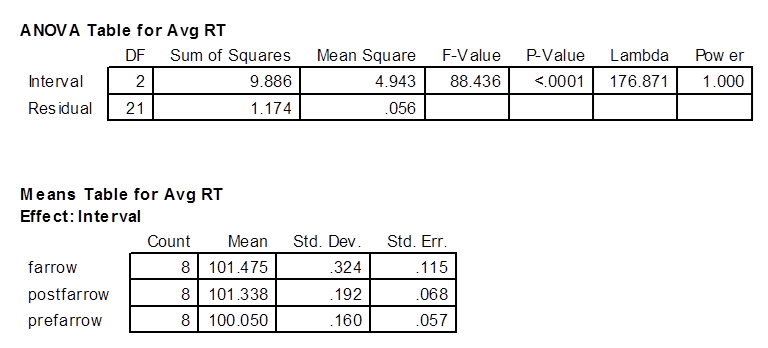 ANOVA Table for Avg RT
DF Sum of Squares Mean Square F-Value P-Value Lambda Power
Interval 2 9.886 4.943 88.436 <.0001 176.871 1.000
Residual 21 1.174 .056
Means Table for Avg RT
Effect: Interval
Count Mean Std. Dev. Std. Err.
farrow 8 101.475 .324 .115
postfarrow 8 101.338 .192 .068
prefarrow 8 100.050 .160 .057